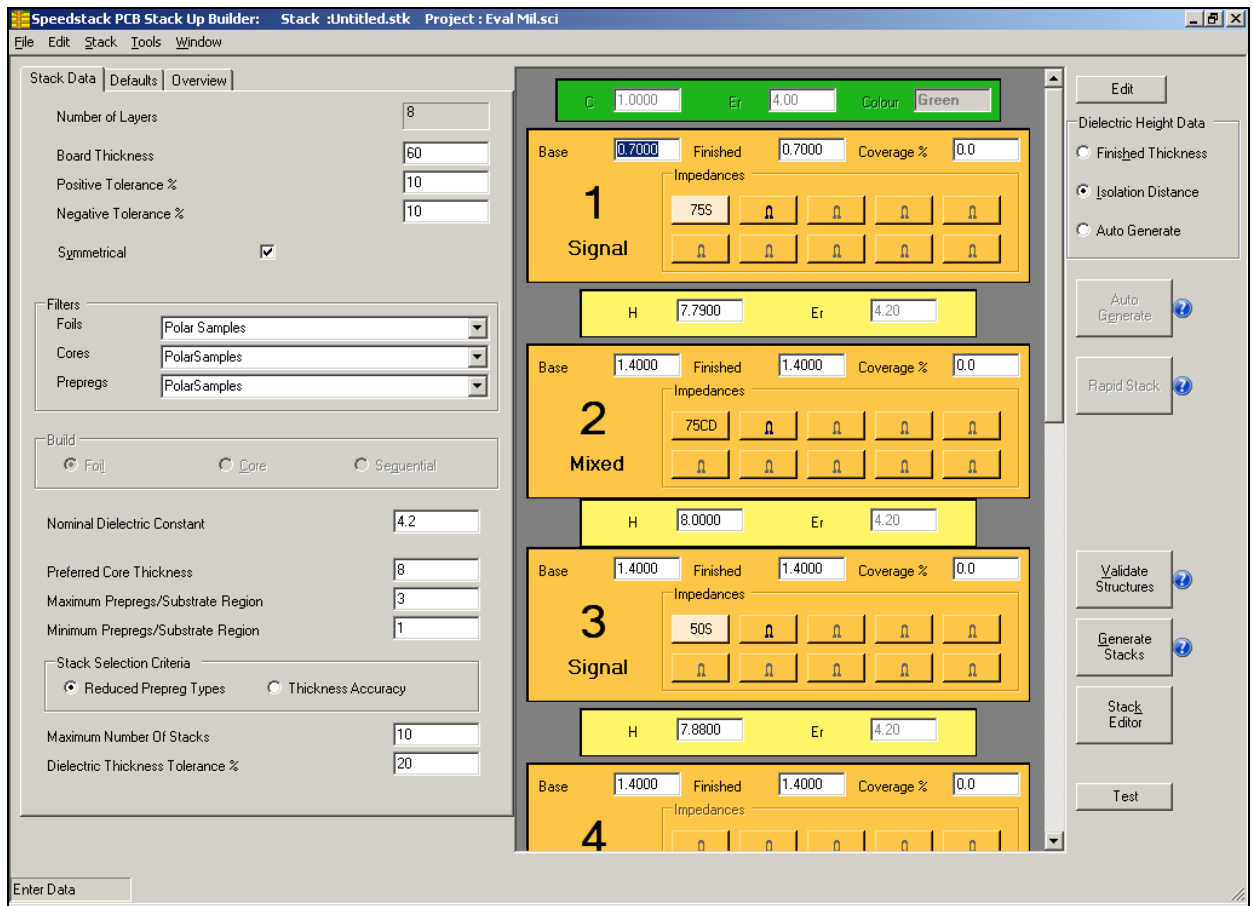 Speedstack PCB Stack Up Builder: Stack :Untitled.stk Project : Eval Mil.sci
File Edit Stack Tools Window
Stack Data Defaults Overview
Number of Layers 8
Board Thickness 60
Positive Tolerance % 10
Negative Tolerance % 10
Symmetrical
Filters
Foils Polar Samples
Cores PolarSamples
Prepregs PolarSamples
Build
Foil Core Sequential
Nominal Dielectric Constant 4.2
Preferred Core Thickness 8
Maximum Prepregs/Substrate Region 3
Minimum Prepregs/Substrate Region 1
Stack Selection Criteria
Reduced Prepreg Types Thickness Accuracy
Maximum Number Of Stacks 10
Dielectric Thickness Tolerance % 20
C 1.0000 Er 4.00 Colour Green
Base 0.7000 Finished 0.7000 Coverage % 0.0
Impedances
1
Signal
75S Ω Ω Ω Ω
Ω Ω Ω Ω Ω
H 7.7900 Er 4.20
Base 1.4000 Finished 1.4000 Coverage % 0.0
Impedances
2
Mixed
75CD Ω Ω Ω Ω
Ω Ω Ω Ω Ω
H 8.0000 Er 4.20
Base 1.4000 Finished 1.4000 Coverage % 0.0
Impedances
3
Signal
50S Ω Ω Ω Ω
Ω Ω Ω Ω Ω
H 7.8800 Er 4.20
Base 1.4000 Finished 1.4000 Coverage % 0.0
Impedances
4
Ω Ω Ω Ω Ω
Edit
Dielectric Height Data
Finished Thickness
Isolation Distance
Auto Generate
Auto
Generate ?
Rapid Stack ?
Validate
Structures ?
Generate
Stacks ?
Stack
Editor
Test
Enter Data